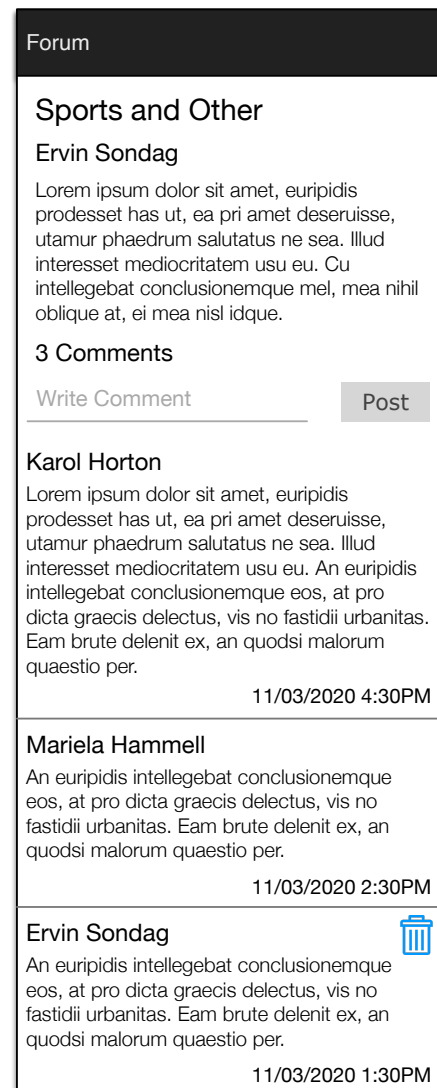 Forum
Sports and Other
Ervin Sondag
Lorem ipsum dolor sit amet, euripidis
prodesset has ut, ea pri amet deseruisse,
utamur phaedrum salutatus ne sea. Illud
interesset mediocritatem usu eu. Cu
intellegebat conclusionemque mel, mea nihil
oblique at, ei mea nisl idque.
3 Comments
Write Comment
Post
Karol Horton
Lorem ipsum dolor sit amet, euripidis
prodesset has ut, ea pri amet deseruisse,
utamur phaedrum salutatus ne sea. Illud
interesset mediocritatem usu eu. An euripidis
intellegebat conclusionemque eos, at pro
dicta graecis delectus, vis no fastidii urbanitas.
Eam brute delenit ex, an quodsi malorum
quaestio per.
11/03/2020 4:30PM
Mariela Hammell
An euripidis intellegebat conclusionemque
eos, at pro dicta graecis delectus, vis no
fastidii urbanitas. Eam brute delenit ex, an
quodsi malorum quaestio per.
11/03/2020 2:30PM
Ervin Sondag
An euripidis intellegebat conclusionemque
eos, at pro dicta graecis delectus, vis no
fastidii urbanitas. Eam brute delenit ex, an
quodsi malorum quaestio per.
11/03/2020 1:30PM